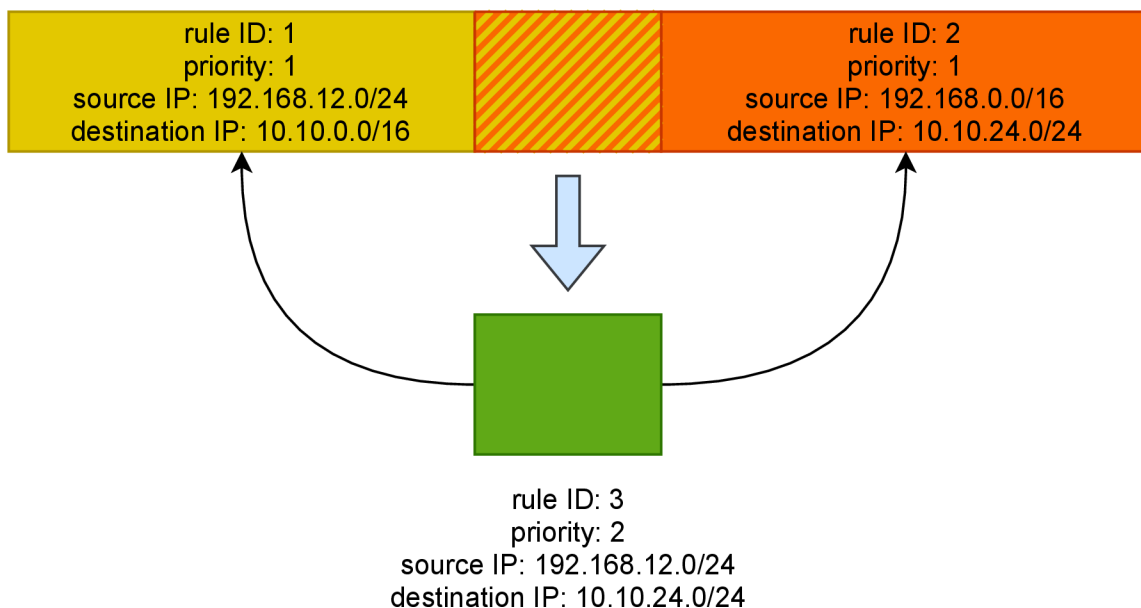 rule ID: 1
priority: 1
source IP: 192.168.12.0/24
destination IP: 10.10.0.0/16
rule ID: 2
priority: 1
source IP: 192.168.0.0/16
destination IP: 10.10.24.0/24
rule ID: 3
priority: 2
source IP: 192.168.12.0/24
destination IP: 10.10.24.0/24